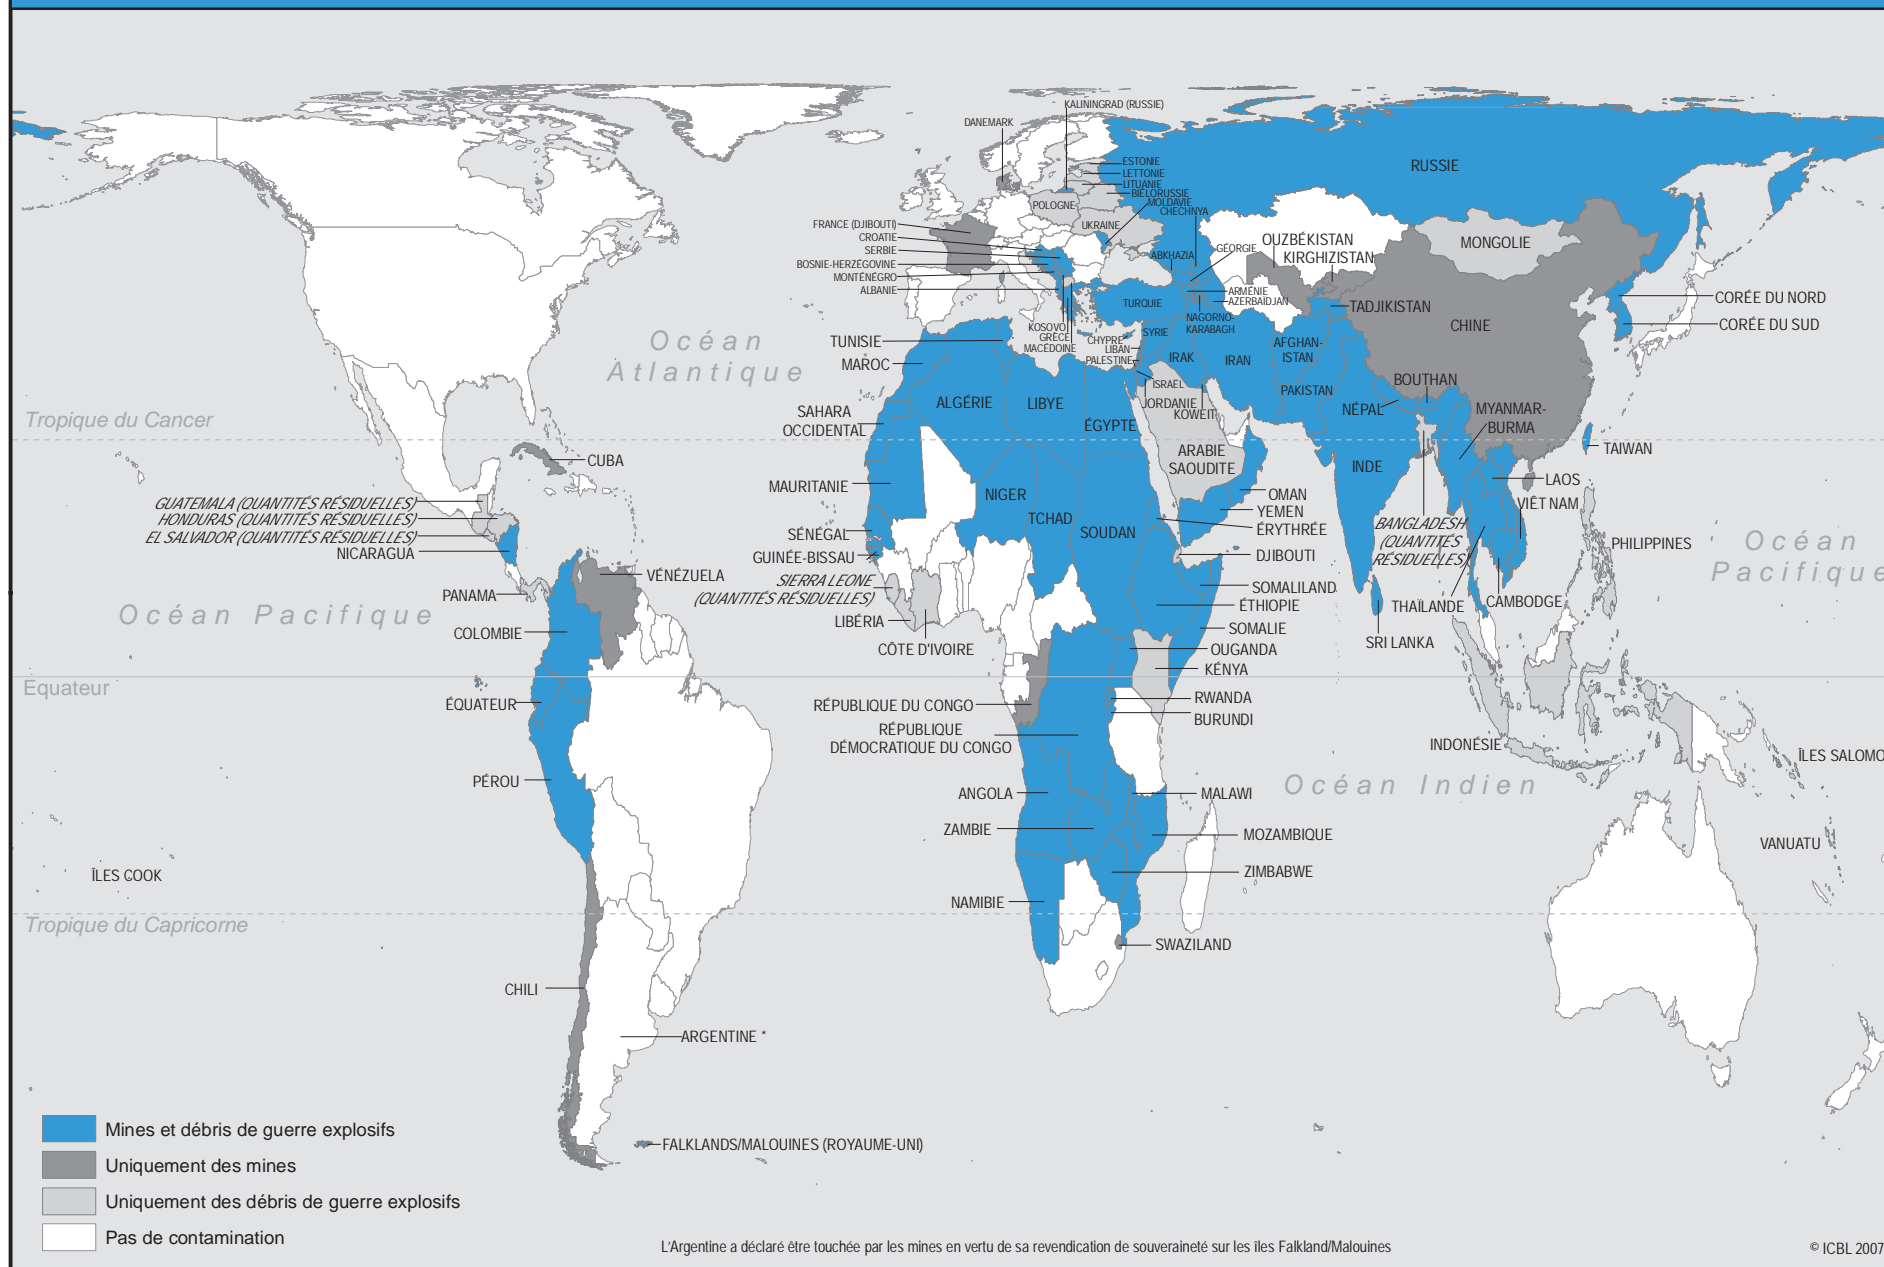 KALININGRAD (RUSSIE)
DANEMARK
ESTONIE
LETTONIE
LITUANIE
BIÉLORUSSIE
MOLDAVIE
CHECHNYA
POLOGNE
UKRAINE
RUSSIE
FRANCE (DJIBOUTI)
CROATIE
SERBIE
BOSNIE-HERZÉGOVINE
MONTÉNÉGRO
ALBANIE
ABKHAZIA
GÉORGIE
OUZBÉKISTAN
KIRGHIZISTAN
MONGOLIE
ARMÉNIE
AZERBAÏDJAN
TADJIKISTAN
CORÉE DU NORD
CORÉE DU SUD
CHINE
TURQUIE
NAGORNO-
KARABAGH
KOSOVO
GRÈCE
MACÉDOINE
CHYPRE
LIBAN
PALESTINE
SYRIE
IRAK
IRAN
AFGHAN-
ISTAN
PAKISTAN
ISRAËL
JORDANIE
KOWEIT
BOUTHAN
NÉPAL
MYANMAR-
BURMA
Océan
Atlantique
TUNISIE
MAROC
SAHARA
OCCIDENTAL
ALGÉRIE
LIBYE
ÉGYPTE
ARABIE
SAOUDITE
INDE
TAIWAN
LAOS
VIÊT NAM
Tropique du Cancer
CUBA
GUATEMALA (QUANTITÉS RÉSIDUELLES)
HONDURAS (QUANTITÉS RÉSIDUELLES)
EL SALVADOR (QUANTITÉS RÉSIDUELLES)
NICARAGUA
MAURITANIE
NIGER
TCHAD
SOUDAN
SÉNÉGAL
GUINÉE-BISSAU
SIERRA LEONE
(QUANTITÉS RÉSIDUELLES)
LIBÉRIA
CÔTE D'IVOIRE
OMAN
YEMEN
ÉRYTHRÉE
DJIBOUTI
BANGLADESH
(QUANTITÉS
RÉSIDUELLES)
PHILIPPINES
Océan
Pacifique
VÉNÉZUELA
PANAMA
COLOMBIE
Océan Pacifique
SOMALILAND
ÉTHIOPIE
SOMALIE
OUGANDA
KÉNYA
THAÏLANDE
CAMBODGE
SRI LANKA
Equateur
ÉQUATEUR
RÉPUBLIQUE DU CONGO
RÉPUBLIQUE
DÉMOCRATIQUE DU CONGO
RWANDA
BURUNDI
INDONÉSIE
ÎLES SALOMO
PÉROU
ANGOLA
MALAWI
Océan Indien
ZAMBIE
MOZAMBIQUE
ZIMBABWE
VANUATU
ÎLES COOK
NAMIBIE
Tropique du Capricorne
SWAZILAND
CHILI
ARGENTINE *
FALKLANDS/MALOUINES (ROYAUME-UNI)
Mines et débris de guerre explosifs
Uniquement des mines
Uniquement des débris de guerre explosifs
Pas de contamination
L'Argentine a déclaré être touchée par les mines en vertu de sa revendication de souveraineté sur les îles Falkland/Malouines
© ICBL 2007